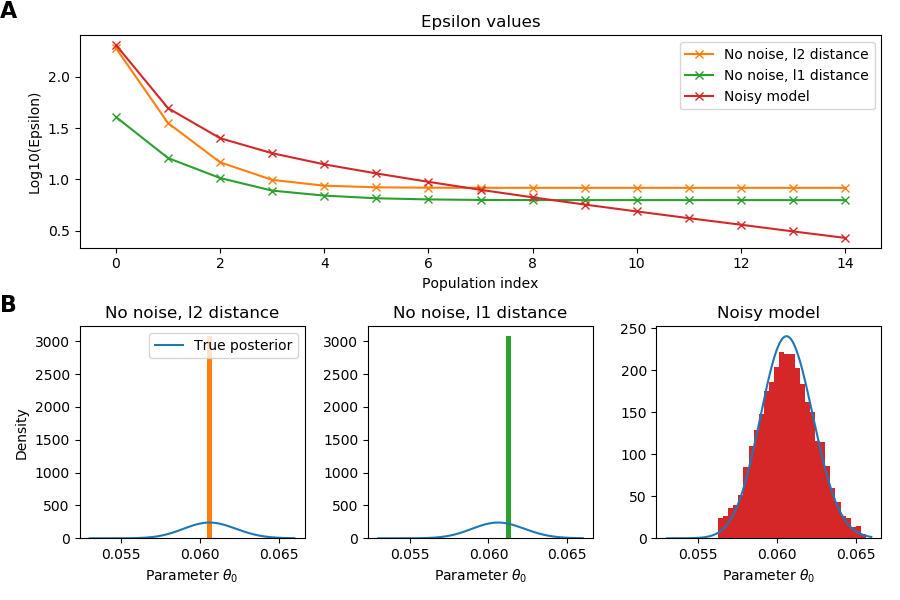 A
Epsilon values
Log10(Epsilon)
2.0
1.5
1.0
0.5
No noise, l2 distance
No noise, l1 distance
Noisy model
0 2 4 6 8 10 12 14
Population index
B
No noise, l2 distance
Density
3000
2500
2000
1500
1000
500
0
True posterior
0.055 0.060 0.065
Parameter θ₀
No noise, l1 distance
3000
2500
2000
1500
1000
500
0
0.055 0.060 0.065
Parameter θ₀
Noisy model
250
200
150
100
50
0
0.055 0.060 0.065
Parameter θ₀